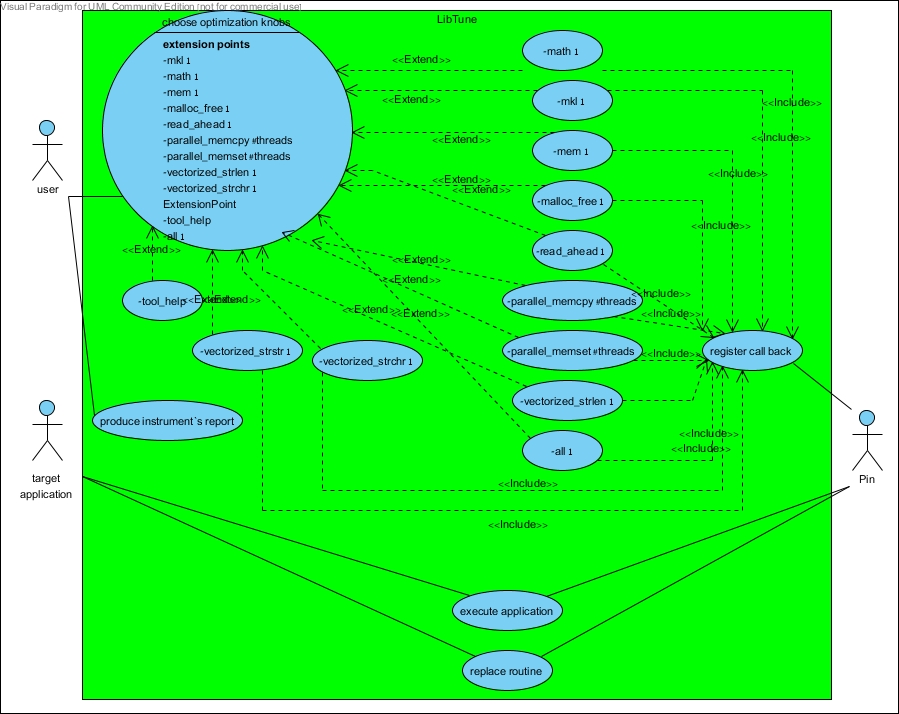 Visual Paradigm for UML Community Edition [not for commercial use]
LibTune
choose optimization knobs
extension points
-mkl 1
-math 1
-mem 1
-malloc_free 1
-read_ahead 1
-parallel_memcpy #threads
-parallel_memset #threads
-vectorized_strlen 1
-vectorized_strchr 1
ExtensionPoint
-tool_help
-all 1
user
target
application
Pin
-math 1
-mkl 1
-mem 1
-malloc_free 1
-read_ahead 1
-parallel_memcpy #threads
-parallel_memset #threads
-vectorized_strlen 1
-all 1
-tool_help
-vectorized_strstr 1
-vectorized_strchr 1
produce instrument`s report
register call back
execute application
replace routine
<<Extend>>
<<Extend>>
<<Extend>>
<<Extend>>
<<Extend>>
<<Extend>>
<<Extend>>
<<Extend>>
<<Extend>>
<<Extend>>
<<Extend>>
<<Extend>>
<<Include>>
<<Include>>
<<Include>>
<<Include>>
<<Include>>
<<Include>>
<<Include>>
<<Include>>
<<Include>>
<<Include>>
<<Include>>